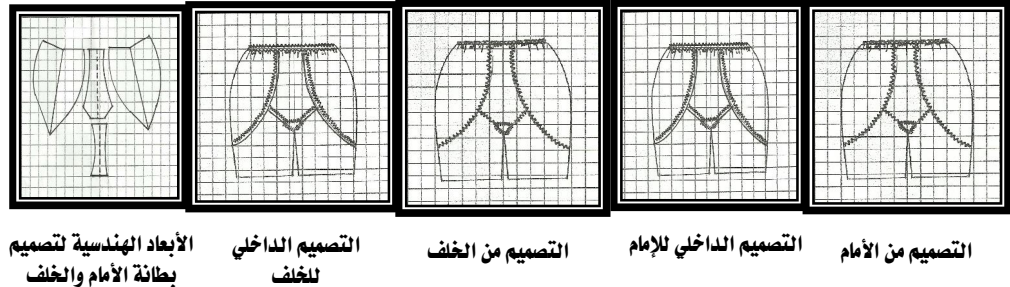 التصميم من الأمام
التصميم الداخلي للإمام
التصميم من الخلف
التصميم الداخلي
للخلف
الأبعاد الهندسية لتصميم
بطانة الأمام والخلف